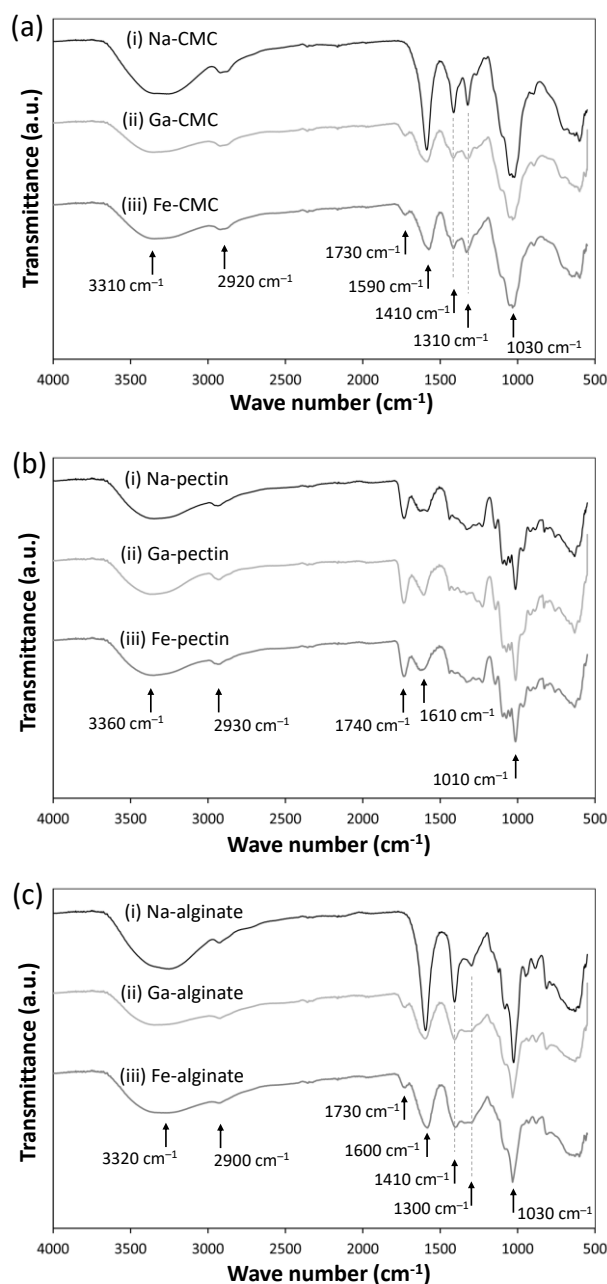 (a)
(i) Na-CMC
(ii) Ga-CMC
(iii) Fe-CMC
3310 cm⁻¹
2920 cm⁻¹
1730 cm⁻¹
1590 cm⁻¹
1410 cm⁻¹
1310 cm⁻¹
1030 cm⁻¹
Transmittance (a.u.)
4000 3500 3000 2500 2000 1500 1000 500
Wave number (cm⁻¹)
(b)
(i) Na-pectin
(ii) Ga-pectin
(iii) Fe-pectin
3360 cm⁻¹
2930 cm⁻¹
1740 cm⁻¹
1610 cm⁻¹
1010 cm⁻¹
Transmittance (a.u.)
4000 3500 3000 2500 2000 1500 1000 500
Wave number (cm⁻¹)
(c)
(i) Na-alginate
(ii) Ga-alginate
(iii) Fe-alginate
3320 cm⁻¹
2900 cm⁻¹
1730 cm⁻¹
1600 cm⁻¹
1410 cm⁻¹
1300 cm⁻¹
1030 cm⁻¹
Transmittance (a.u.)
4000 3500 3000 2500 2000 1500 1000 500
Wave number (cm⁻¹)